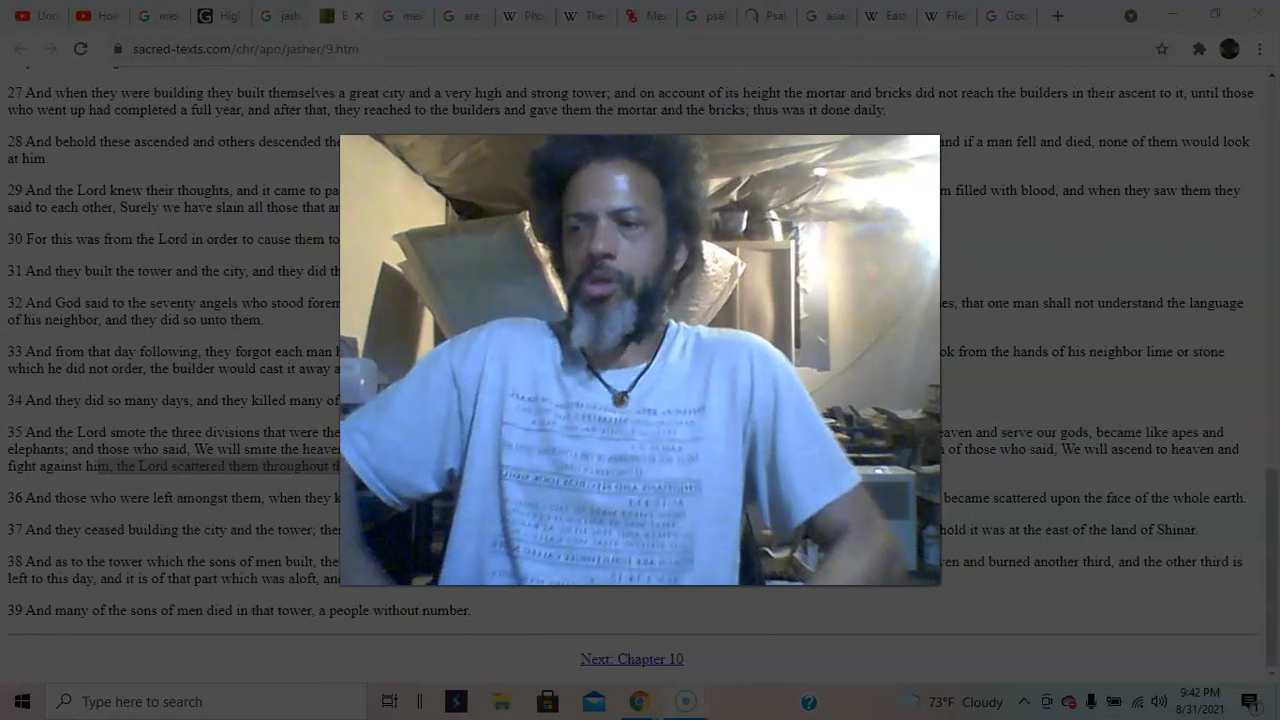 Unc
How
mex
High
jash
E
mex
are
Pho
The
Mex
psal
Psal
asia
East
File:
Goo
sacred-texts.com/chr/apo/jasher/9.htm
27 And when they were building they built themselves a great city and a very high and strong tower; and on account of its height the mortar and bricks did not reach the builders in their ascent to it, until those
who went up had completed a full year, and after that, they reached to the builders and gave them the mortar and the bricks; thus was it done daily.
28 And behold these ascended and others descended the and if a man fell and died, none of them would look
at him.
29 And the Lord knew their thoughts, and it came to pa filled with blood, and when they saw them they
said to each other, Surely we have slain all those that ar
30 For this was from the Lord in order to cause them to
31 And they built the tower and the city, and they did th
32 And God said to the seventy angels who stood forem es, that one man shall not understand the language
of his neighbor, and they did so unto them.
33 And from that day following, they forgot each man ok from the hands of his neighbor lime or stone
which he did not order, the builder would cast it away a
34 And they did so many days, and they killed many of
35 And the Lord smote the three divisions that were the eaven and serve our gods, became like apes and
elephants; and those who said, We will smite the heave of those who said, We will ascend to heaven and
fight against him, the Lord scattered them throughout th
36 And those who were left amongst them, when they k became scattered upon the face of the whole earth.
37 And they ceased building the city and the tower; the hold it was at the east of the land of Shinar.
38 And as to the tower which the sons of men built, the ven and burned another third, and the other third is
left to this day, and it is of that part which was aloft, an
39 And many of the sons of men died in that tower, a people without number.
Next: Chapter 10
Type here to search
73°F Cloudy
9:42 PM
8/31/2021